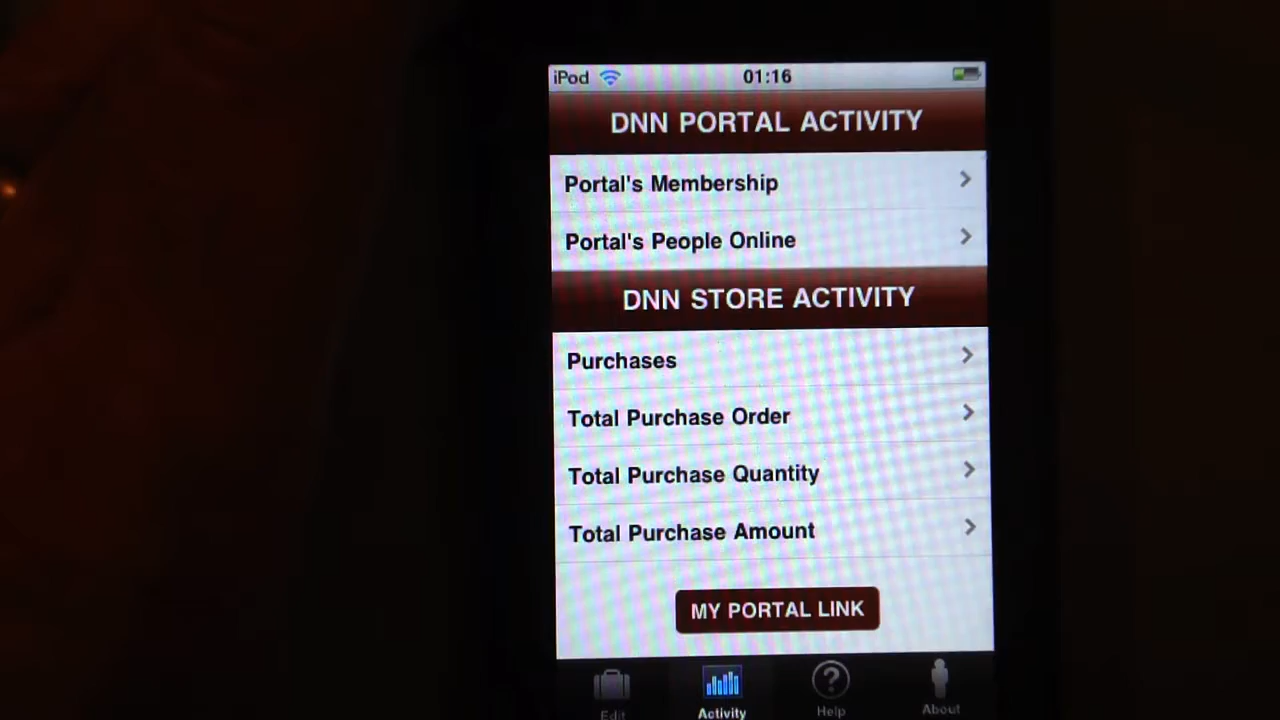 iPod 01:16
DNN PORTAL ACTIVITY
Portal's Membership
Portal's People Online
DNN STORE ACTIVITY
Purchases
Total Purchase Order
Total Purchase Quantity
Total Purchase Amount
MY PORTAL LINK
Edit Activity Help About